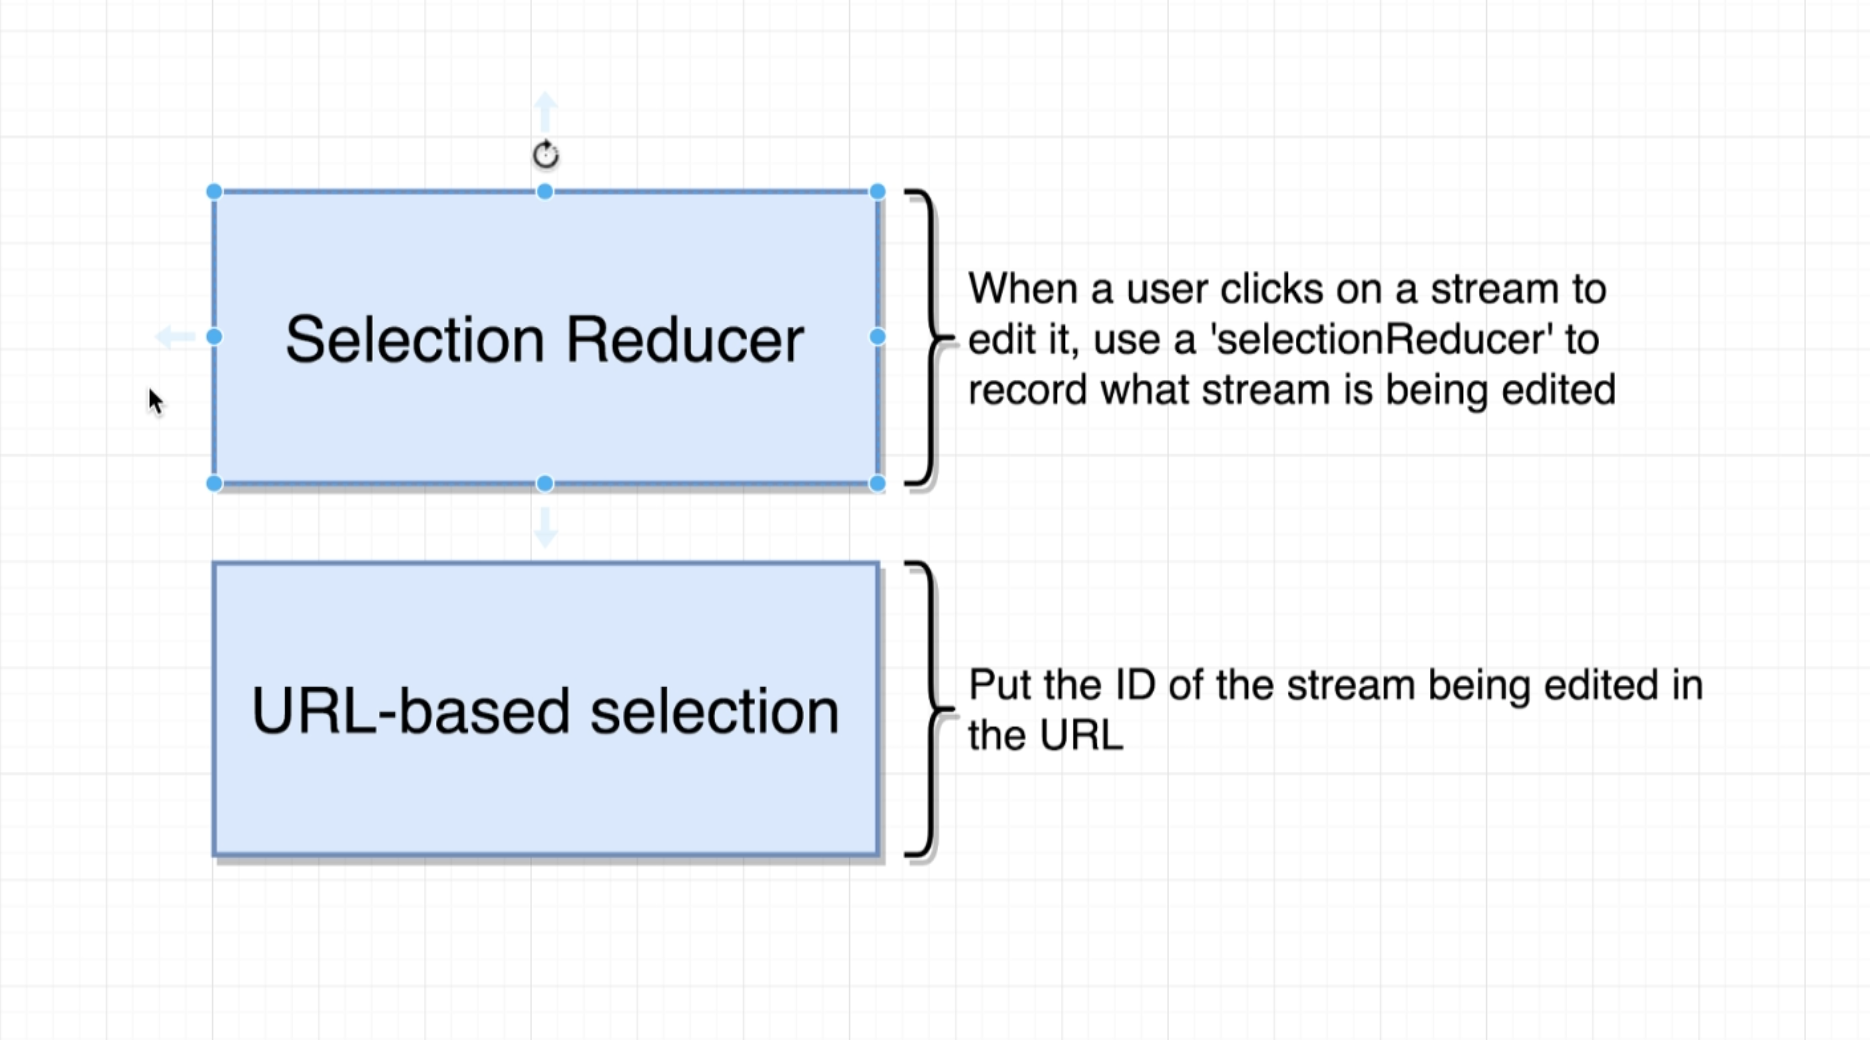 Selection Reducer
When a user clicks on a stream to
edit it, use a 'selectionReducer' to
record what stream is being edited
URL-based selection
Put the ID of the stream being edited in
the URL